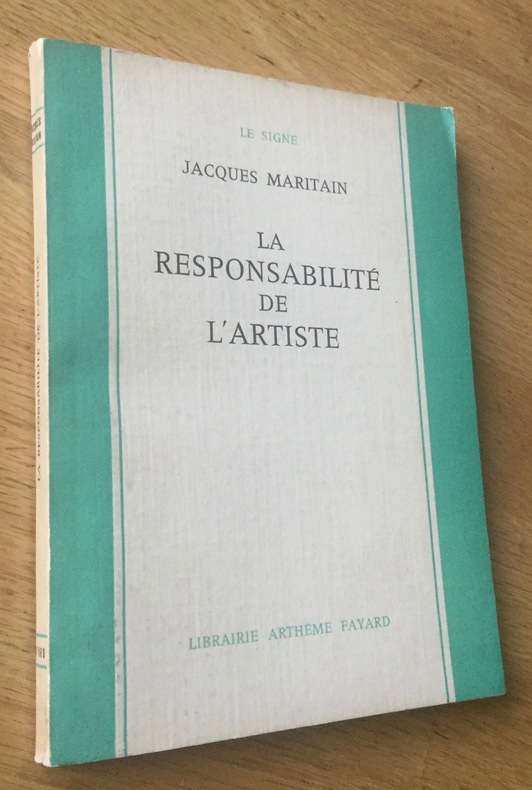 LE SIGNE
JACQUES MARITAIN
LA
RESPONSABILITÉ
DE
L'ARTISTE
LIBRAIRIE ARTHÈME FAYARD
LA RESPONSABILITÉ DE L'ARTISTE